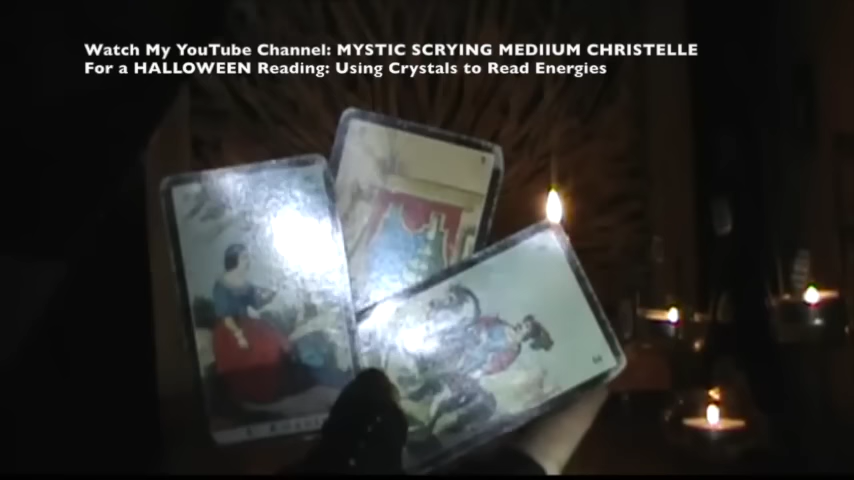 Watch My YouTube Channel: MYSTIC SCRYING MEDIIUM CHRISTELLE
For a HALLOWEEN Reading: Using Crystals to Read Energies